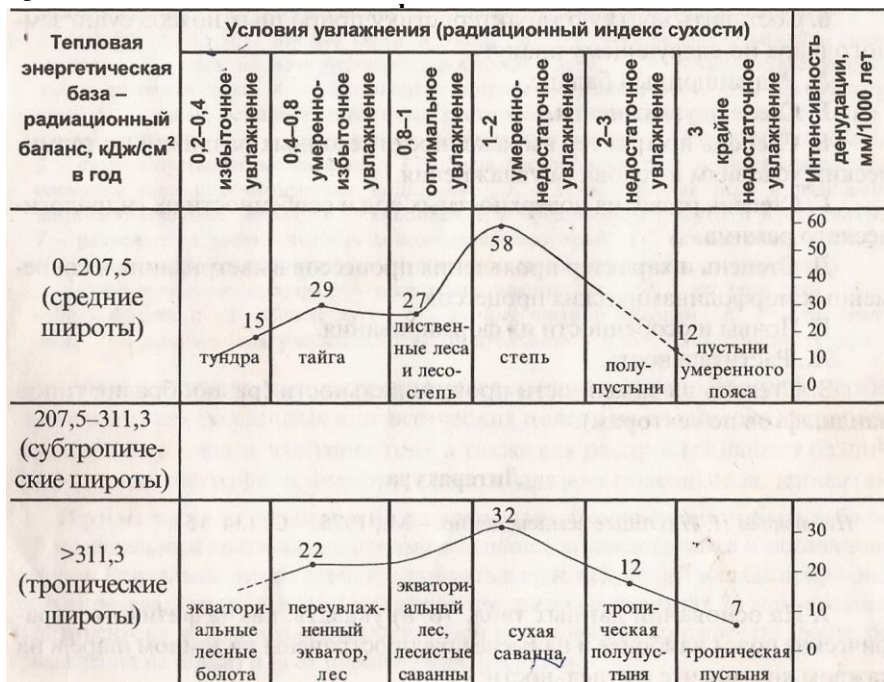 Тепловая
энергетическая
база –
радиационный
баланс, кДж/см²
в год
Условия увлажнения (радиационный индекс сухости)
0,2–0,4
избыточное
увлажнение
0,4–0,8
умеренно-
избыточное
увлажнение
0,8–1
оптимальное
увлажнение
1–2
умеренно-
недостаточное
увлажнение
2–3
недостаточное
увлажнение
3
крайне
недостаточное
увлажнение
Интенсивность
денудации,
мм/1000 лет
0–207,5
(средние
широты)
15
тундра
29
тайга
27
листвен-
ные леса
и лесо-
степь
58
степь
полу-
пустыни
12
пустыни
умеренного
пояса
60
50
40
30
20
10
0
207,5–311,3
(субтропиче-
ские широты)
>311,3
(тропические
широты)
экватори-
альные
лесные
болота
22
переувлаж-
ненный
экватор.
лес
экватори-
альный
лес,
лесистые
саванны
32
сухая
саванна
12
тропи-
ческая
полупус-
тыня
7
тропическая
пустыня
30
20
10
0